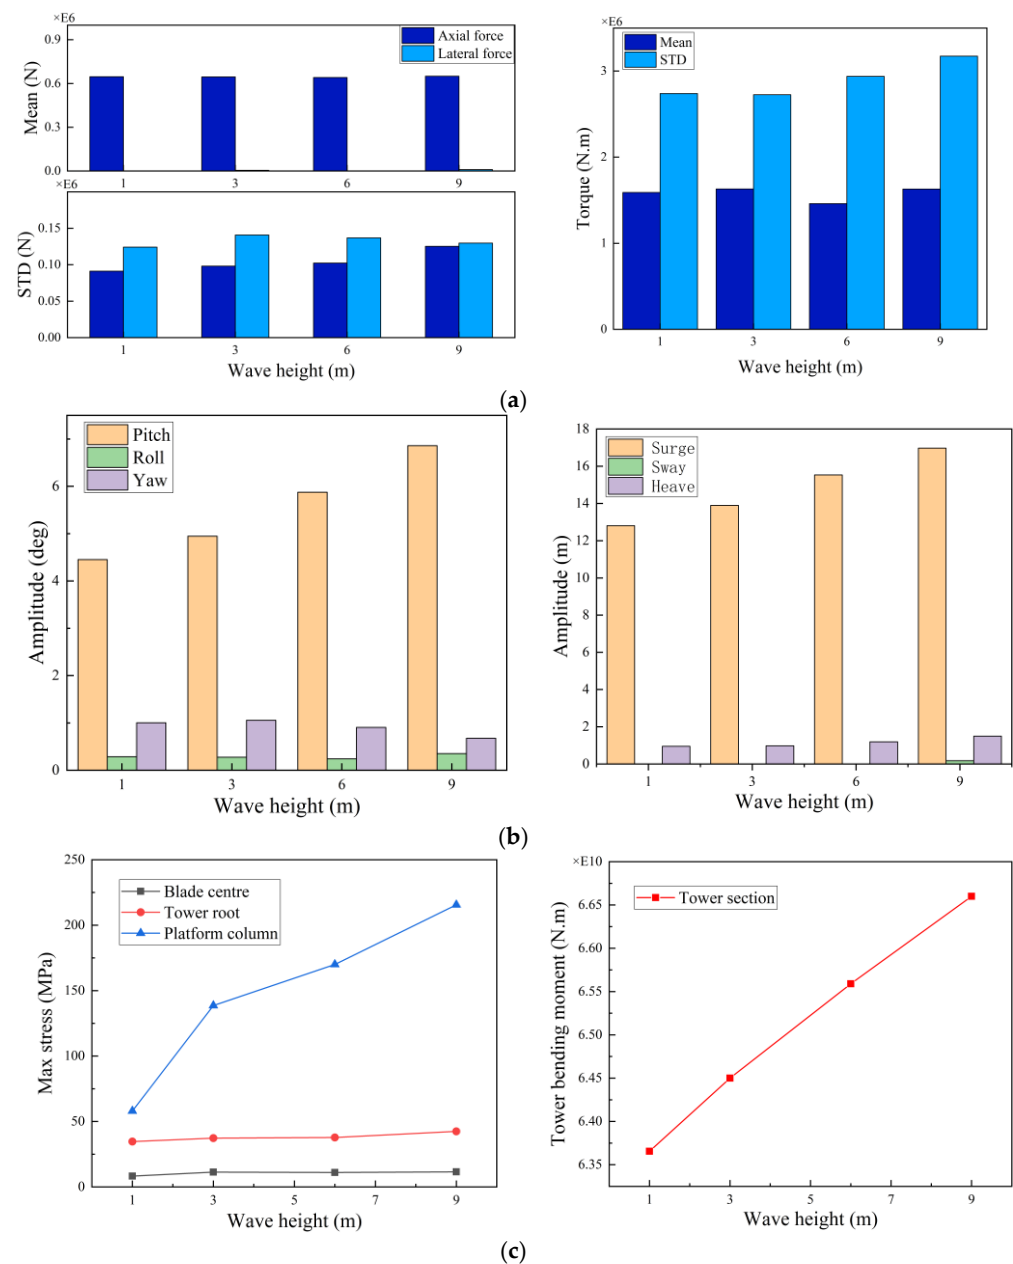 ×E6
0.9
0.6
0.3
0.0
Mean (N)
Axial force
Lateral force
1 3 6 9
×E6
0.15
0.10
0.05
0.00
STD (N)
1 3 6 9
Wave height (m)
×E6
3
2
1
0
Torque (N.m)
Mean
STD
1 3 6 9
Wave height (m)
(a)
6
4
2
0
Amplitude (deg)
Pitch
Roll
Yaw
1 3 6 9
Wave height (m)
18
16
14
12
10
8
6
4
2
0
Amplitude (m)
Surge
Sway
Heave
1 3 6 9
Wave height (m)
(b)
250
200
150
100
50
0
Max stress (MPa)
Blade centre
Tower root
Platform column
1 3 5 7 9
Wave height (m)
×E10
6.65
6.60
6.55
6.50
6.45
6.40
6.35
Tower bending moment (N.m)
Tower section
1 3 5 7 9
Wave height (m)
(c)